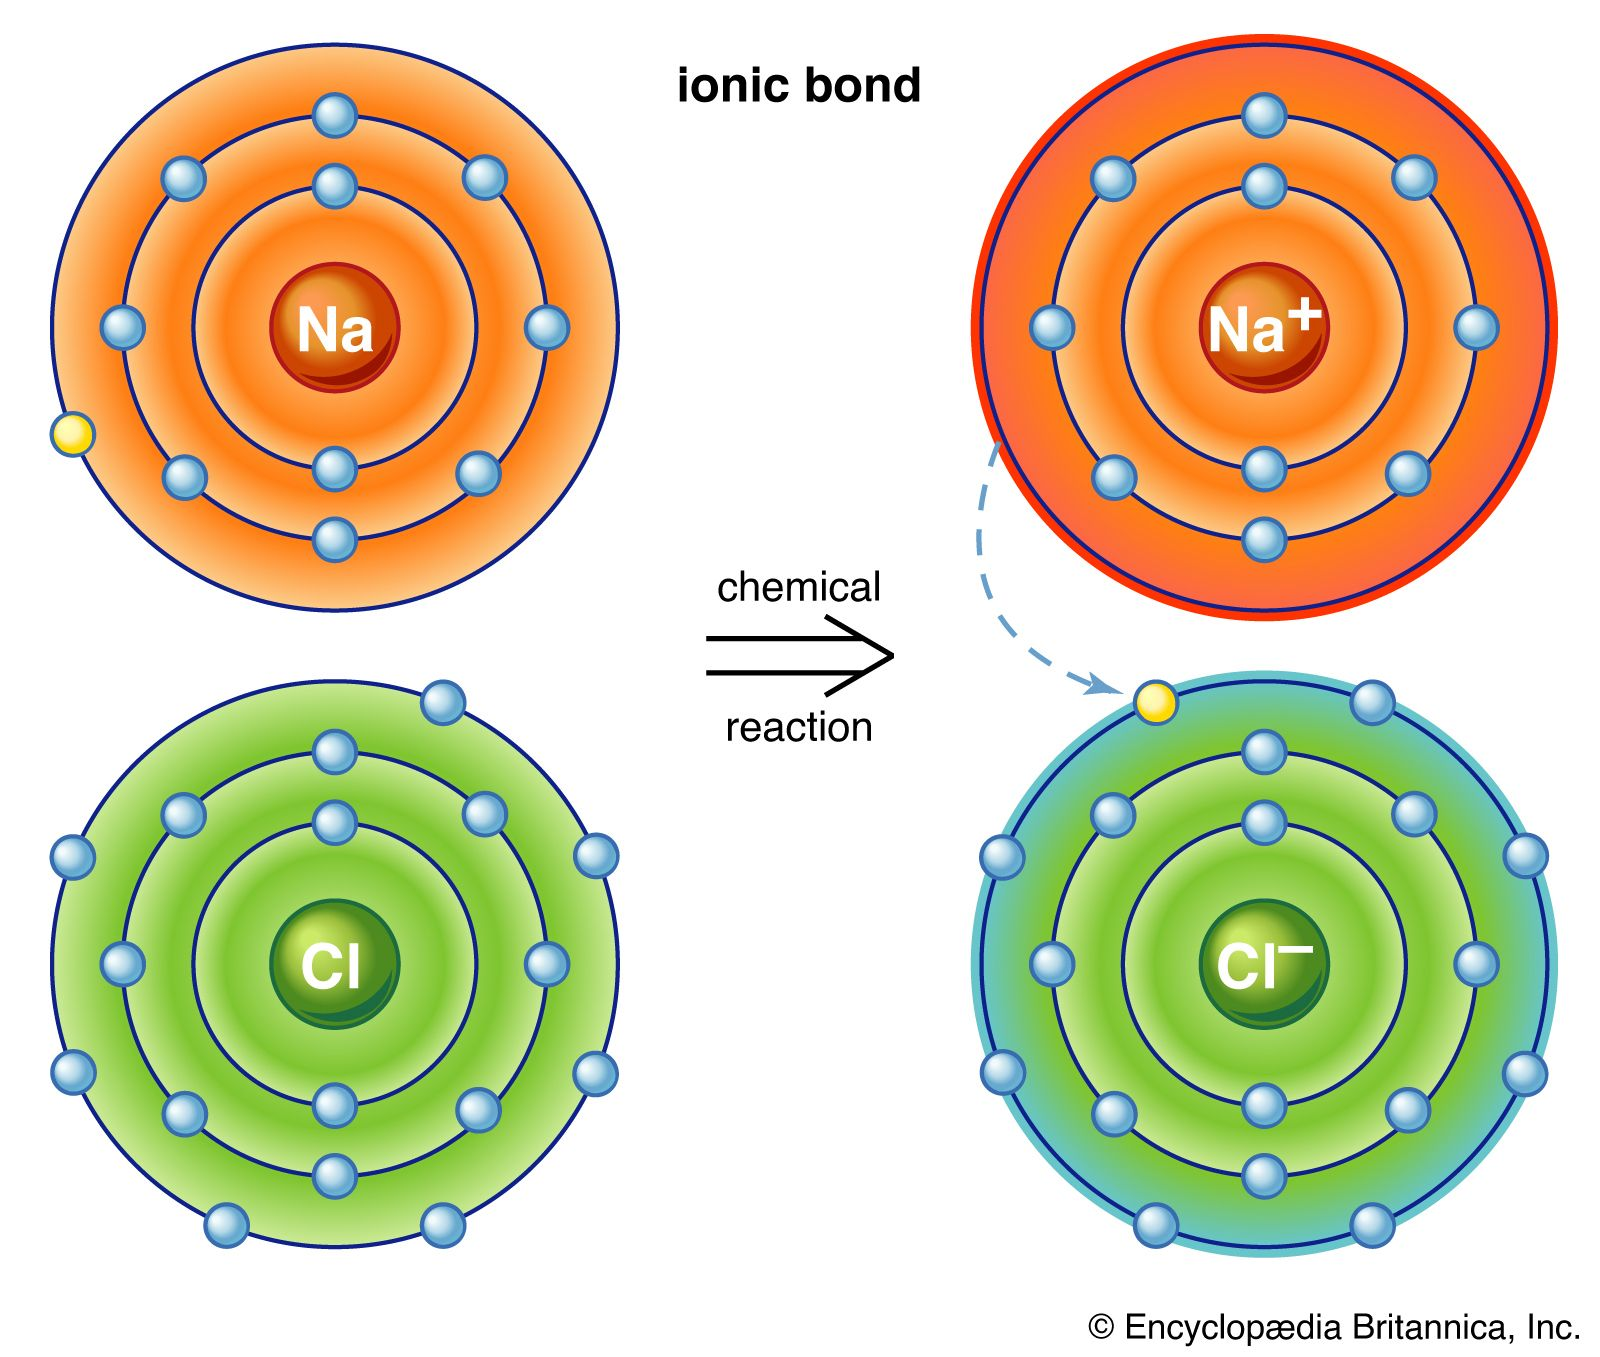 ionic bond
Na
Na⁺
chemical
reaction
Cl
Cl⁻
© Encyclopædia Britannica, Inc.